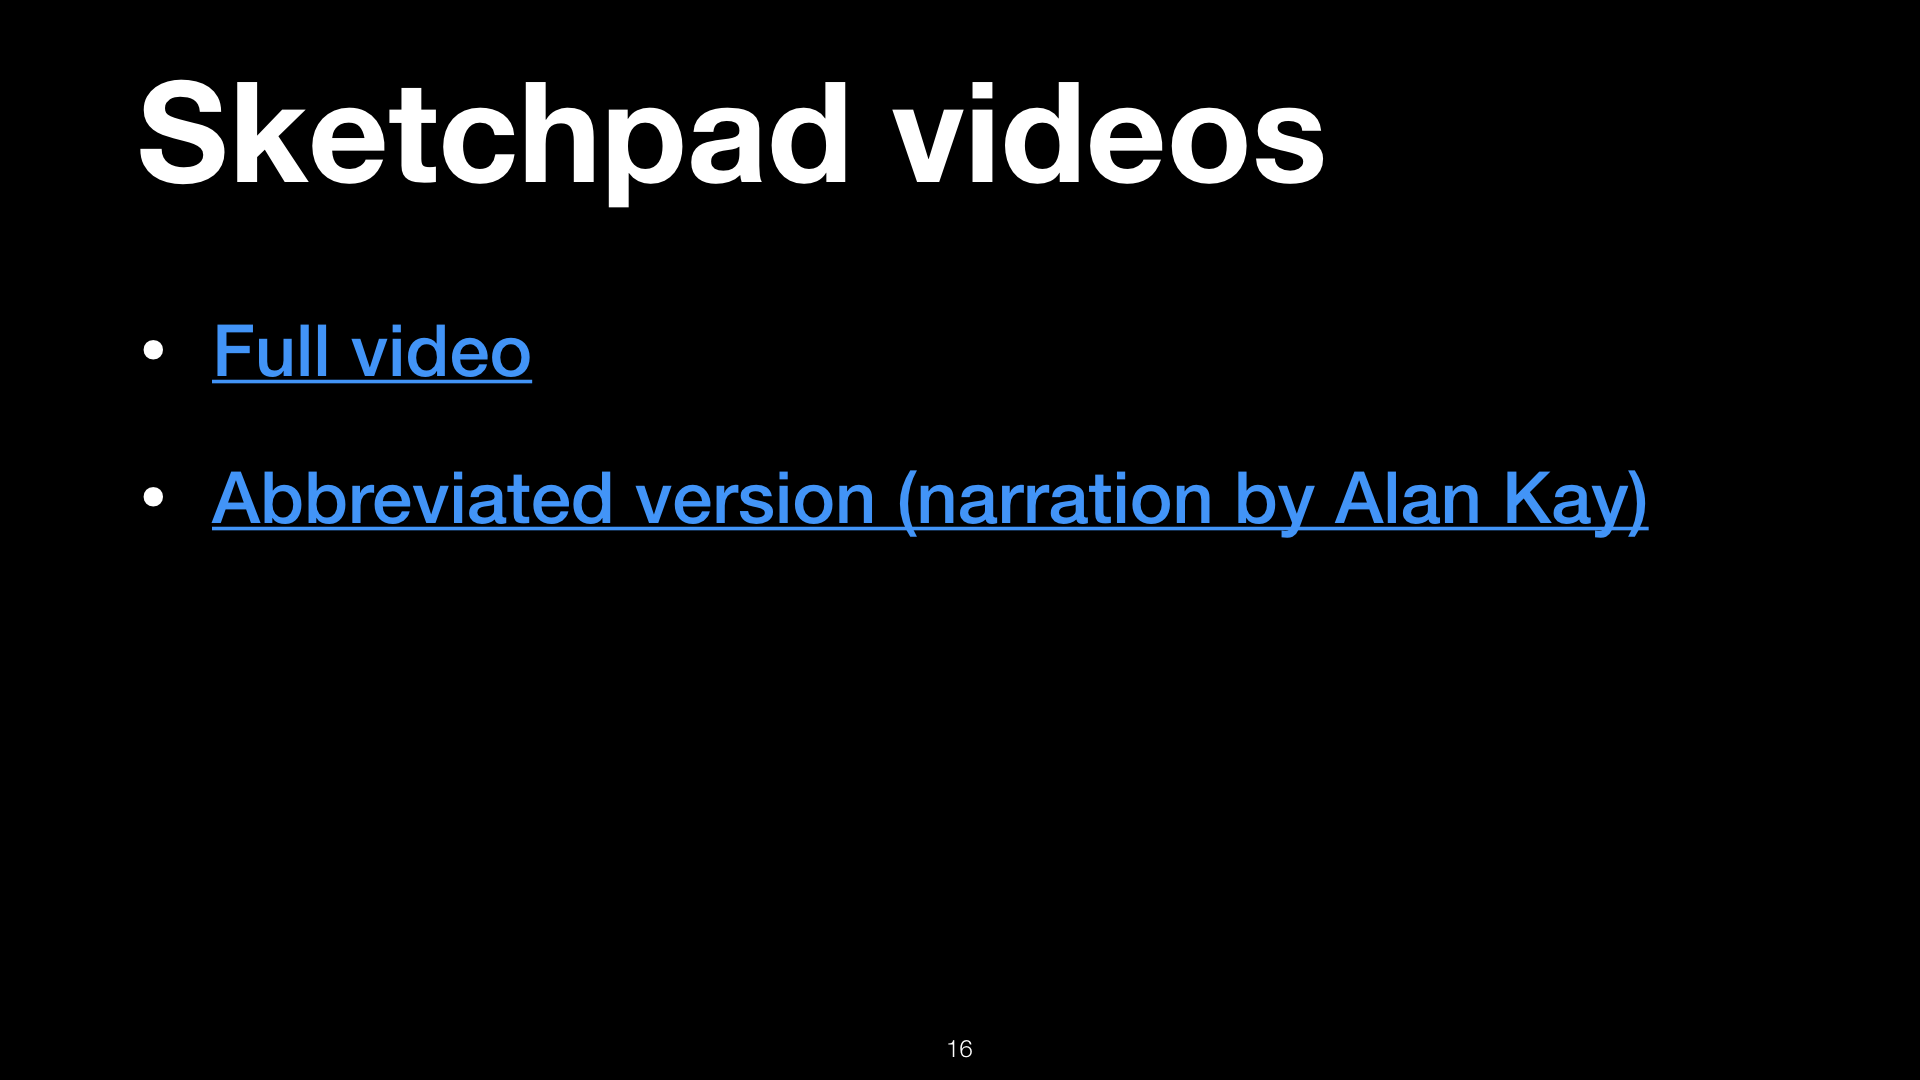 Sketchpad videos
• Full video
• Abbreviated version (narration by Alan Kay)
16